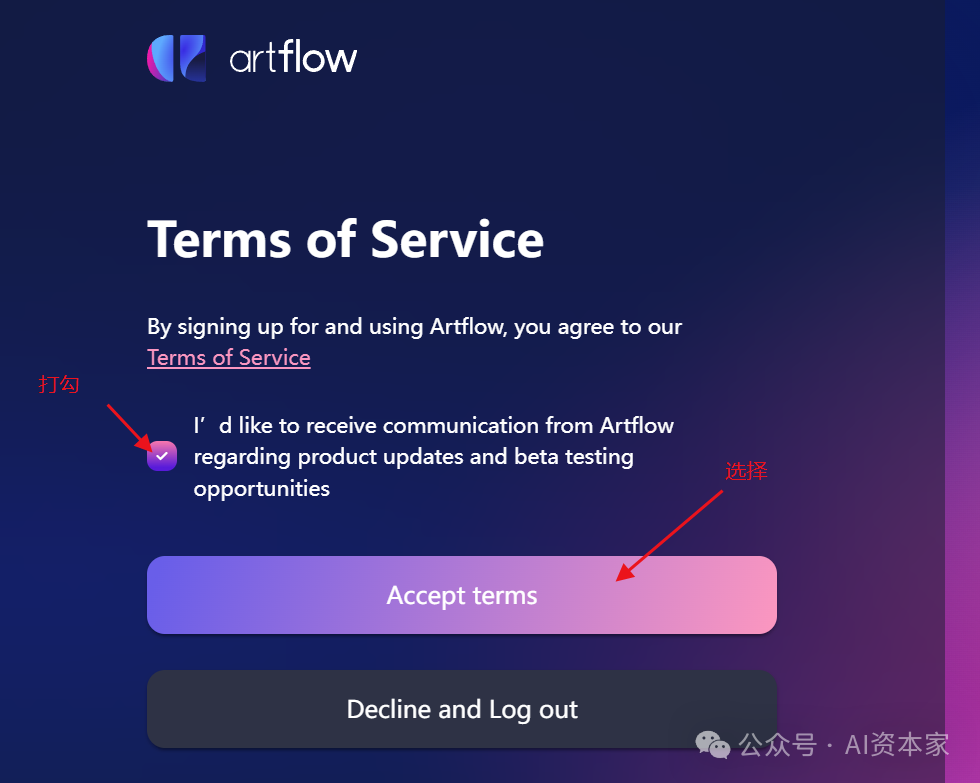 artflow
Terms of Service
By signing up for and using Artflow, you agree to our
Terms of Service
打勾
I’d like to receive communication from Artflow
regarding product updates and beta testing
opportunities
选择
Accept terms
Decline and Log out
公众号 · AI资本家